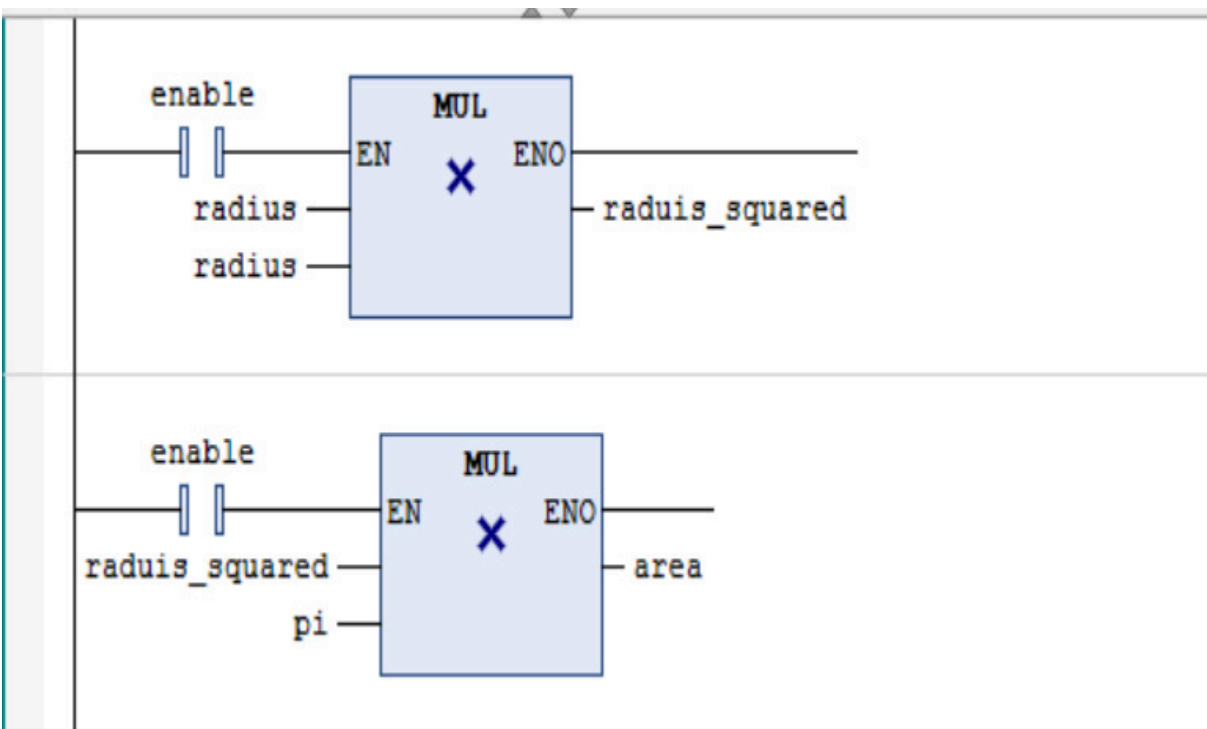 enable
MUL
EN ENO
radius raduis_squared
radius
enable
MUL
EN ENO
raduis_squared area
pi